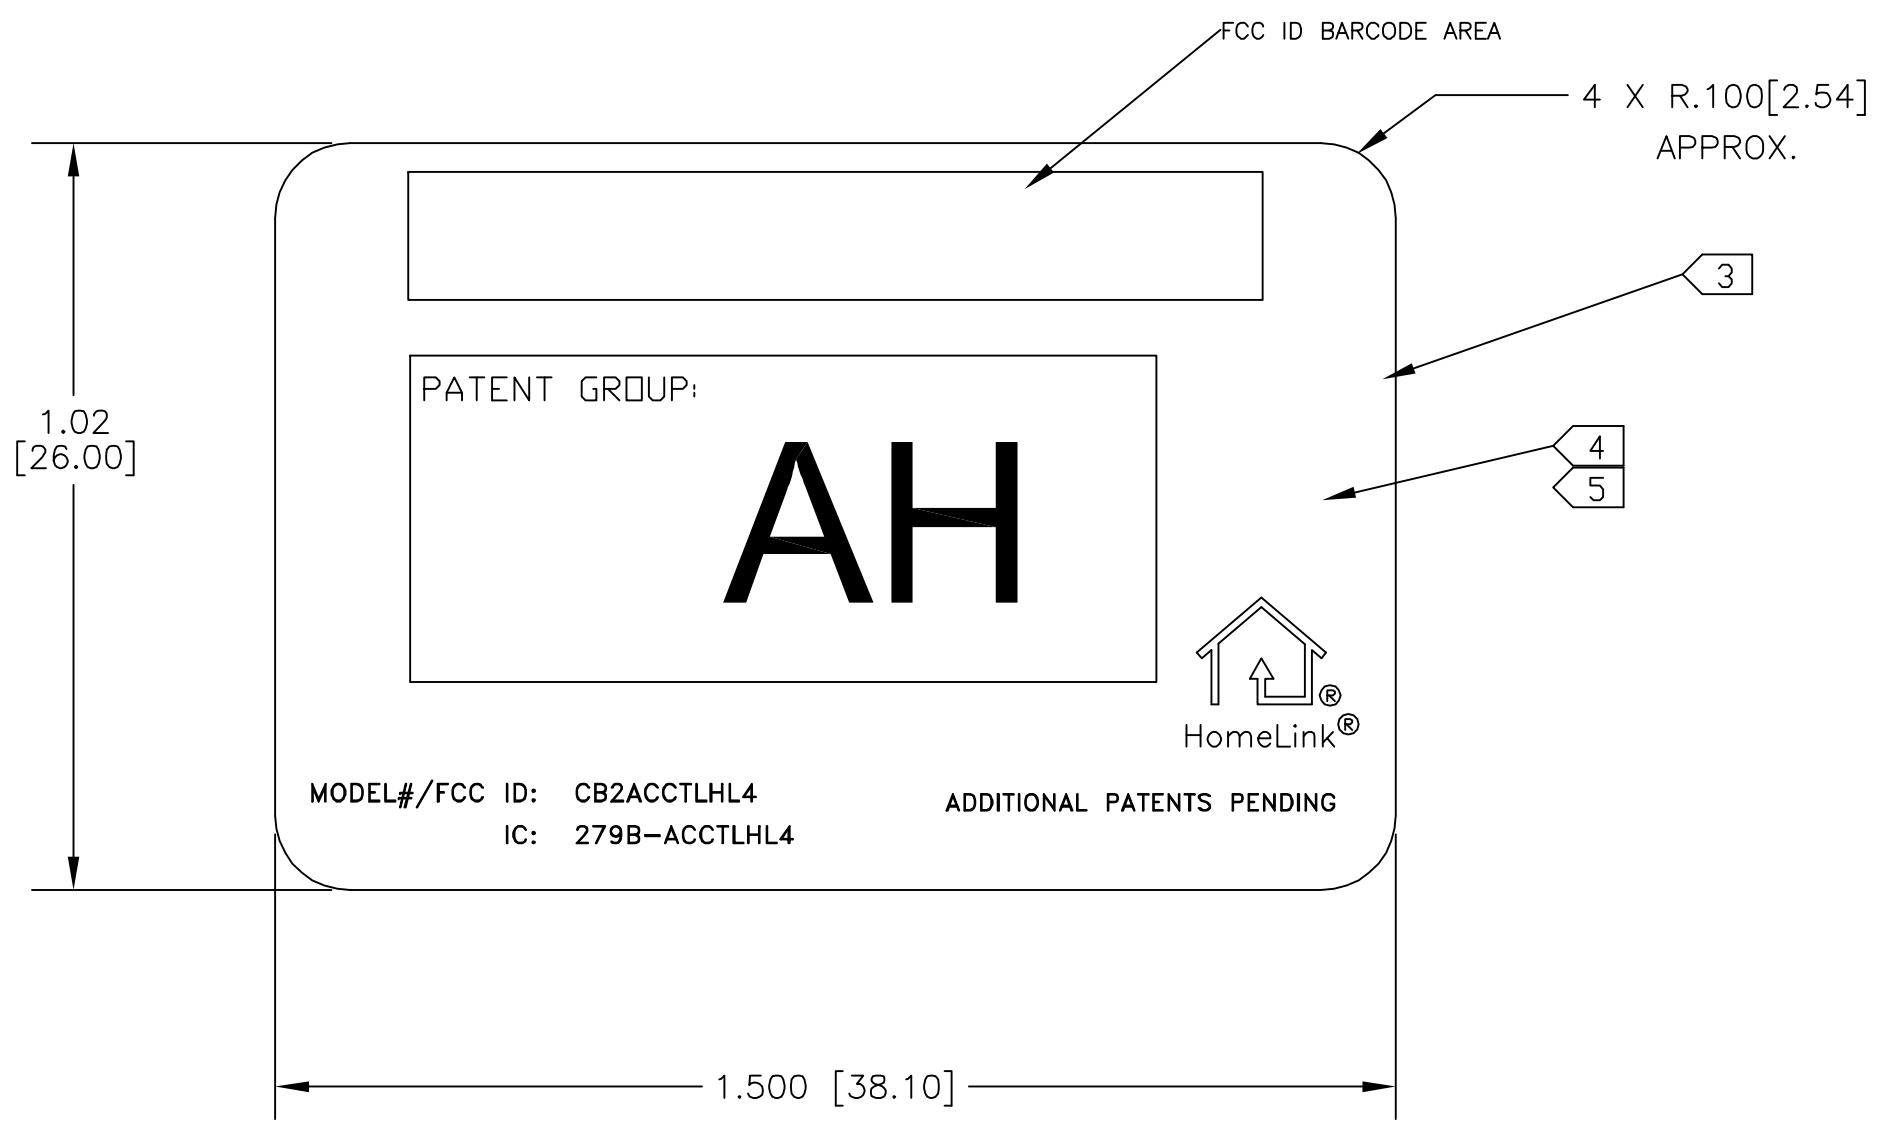 FCC ID BARCODE AREA
4 X R.100[2.54]
APPROX.
3
PATENT GROUP:
AH
1.02
[26.00]
4
5
®
HomeLink®
MODEL#/FCC ID: CB2ACCTLHL4
ADDITIONAL PATENTS PENDING
IC: 279B-ACCTLHL4
1.500 [38.10]